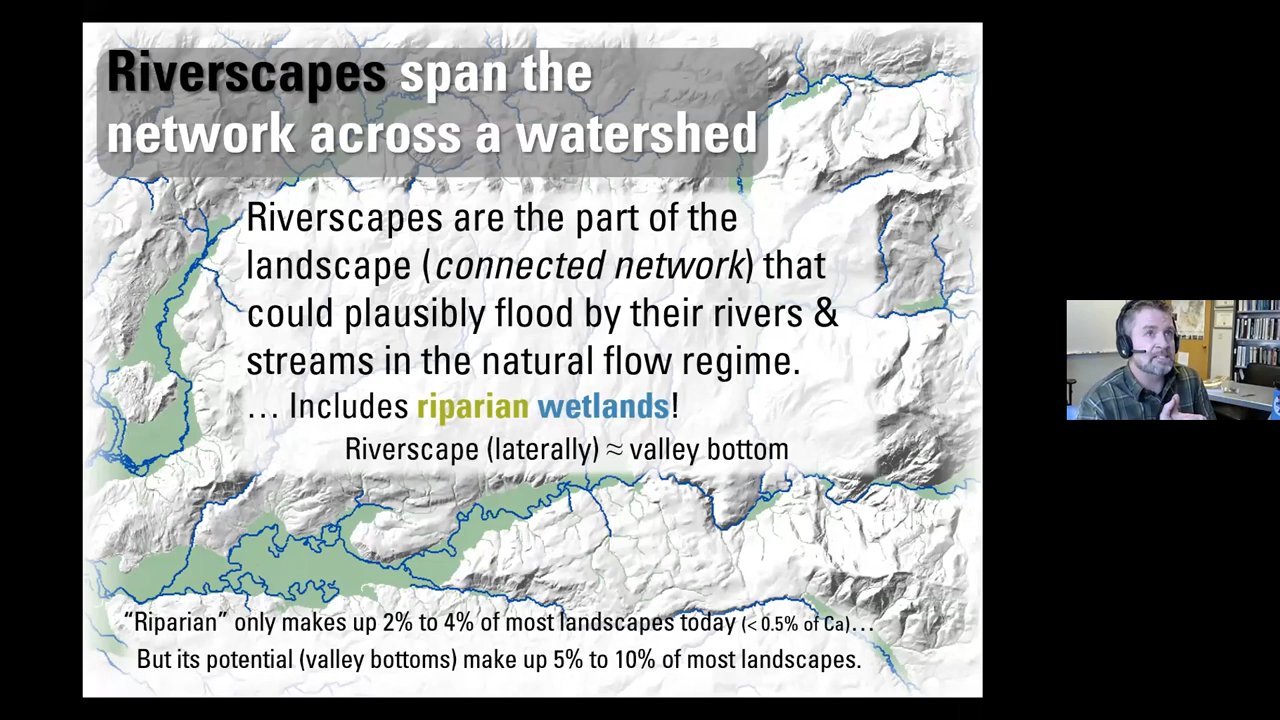 Riverscapes span the
network across a watershed
Riverscapes are the part of the
landscape (connected network) that
could plausibly flood by their rivers &
streams in the natural flow regime.
… Includes riparian wetlands!
Riverscape (laterally) ≈ valley bottom
“Riparian” only makes up 2% to 4% of most landscapes today (< 0.5% of Ca)…
But its potential (valley bottoms) make up 5% to 10% of most landscapes.